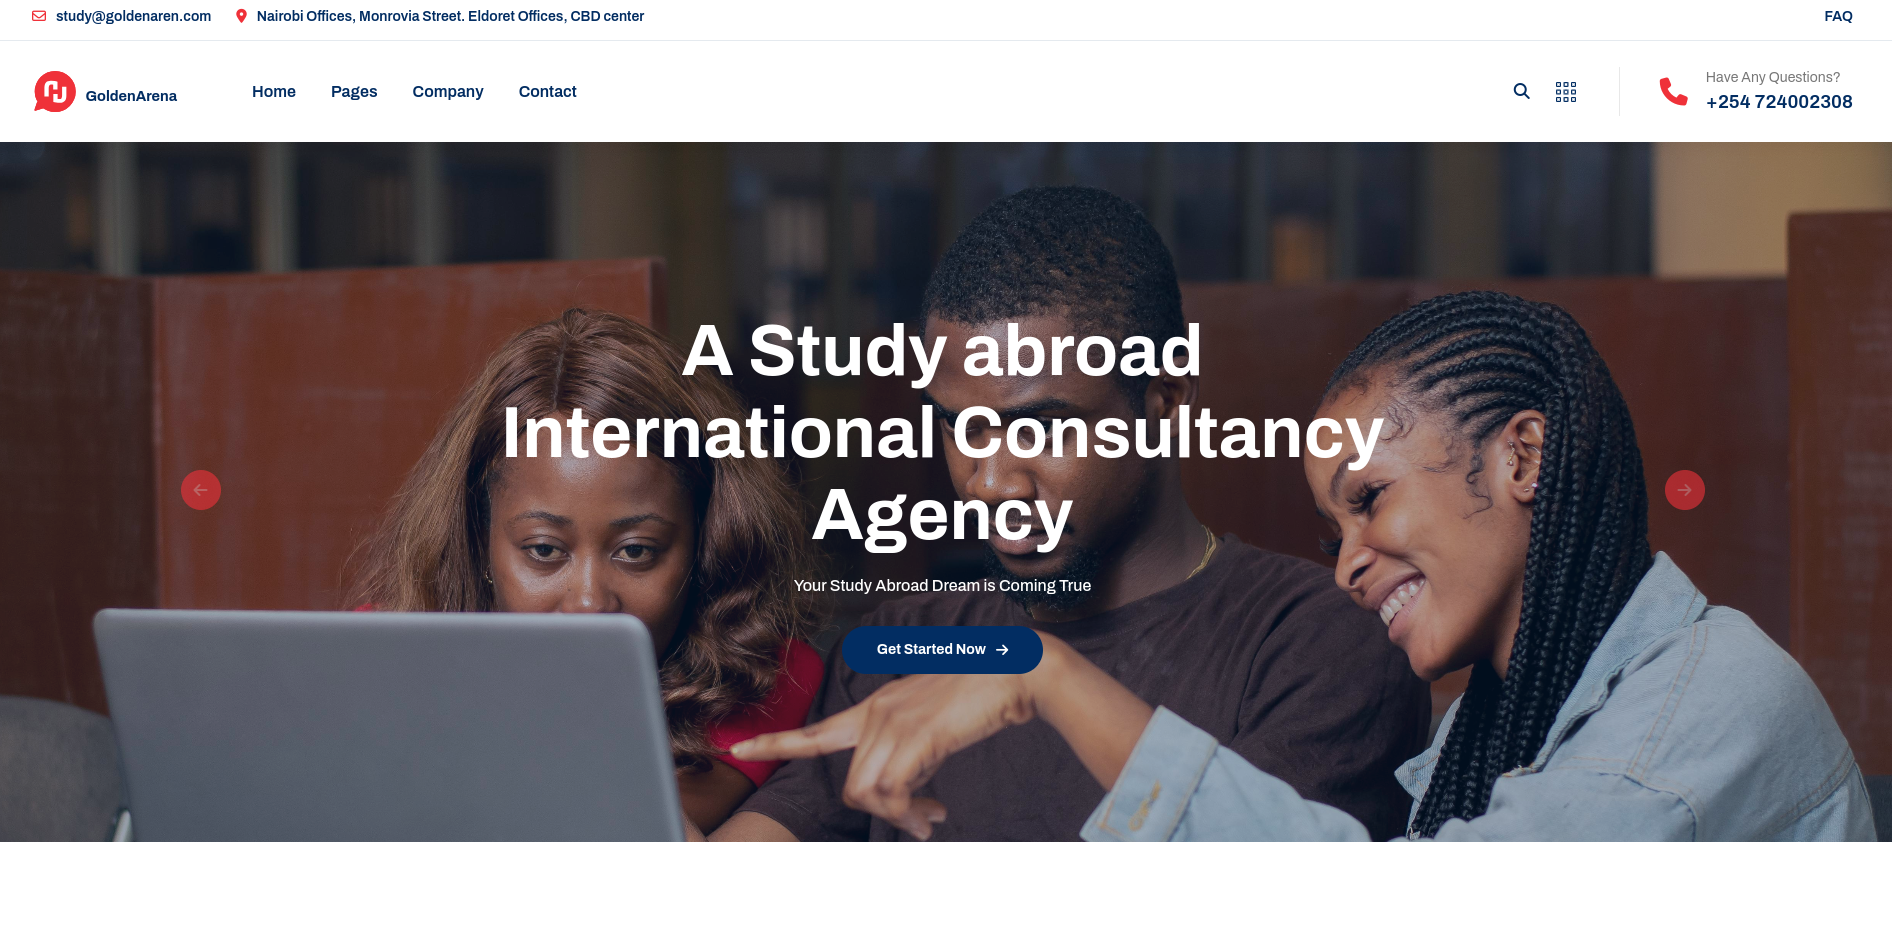 study@goldenaren.com
Nairobi Offices, Monrovia Street. Eldoret Offices, CBD center
FAQ
GoldenArena
Home
Pages
Company
Contact
Have Any Questions?
+254 724002308
A Study abroad
International Consultancy
Agency
Your Study Abroad Dream is Coming True
Get Started Now